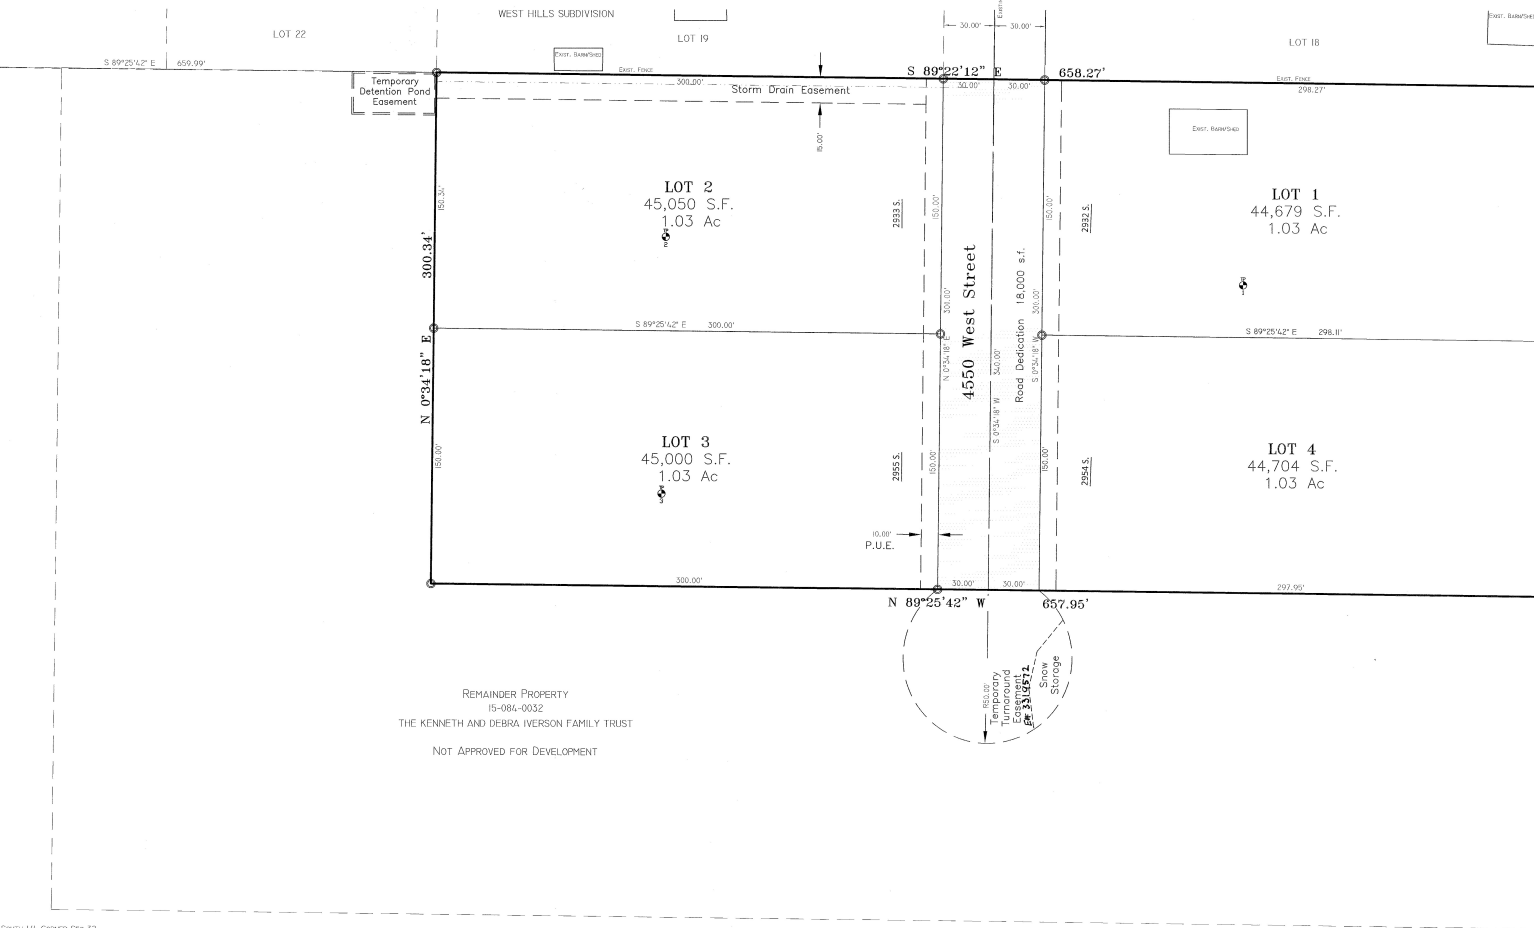 WEST HILLS SUBDIVISION
LOT 22
LOT 19
LOT 18
30.00'
30.00'
EXIST. BARN/SHED
EXIST. BARN/SHED
S 89°25'42" E 659.99'
EXIST. FENCE
S 89°22'12" E 658.27'
EXIST. FENCE
Temporary
Detention Pond
Easement
300.00'
Storm Drain Easement
30.00'
30.00'
298.27'
15.00'
EXIST. BARN/SHED
LOT 2
45,050 S.F.
1.03 Ac
2
150.34'
2933 S.
150.00'
150.00'
2932 S.
LOT 1
44,679 S.F.
1.03 Ac
1
N 0°34'18" E 300.34'
300.00'
N 0°34'18" E
4550 West Street
S 0°34'18" W 340.00'
Road Dedication 18,000 s.f.
S 0°34'18" W
300.00'
S 89°25'42" E 300.00'
S 89°25'42" E 298.11'
LOT 3
45,000 S.F.
1.03 Ac
3
150.00'
2955 S.
150.00'
150.00'
2954 S.
LOT 4
44,704 S.F.
1.03 Ac
10.00'
P.U.E.
300.00'
30.00'
30.00'
297.95'
N 89°25'42" W 657.95'
R50.00'
Temporary
Turnaround
Easement
E# 3319572
Snow
Storage
REMAINDER PROPERTY
15-084-0032
THE KENNETH AND DEBRA IVERSON FAMILY TRUST
NOT APPROVED FOR DEVELOPMENT